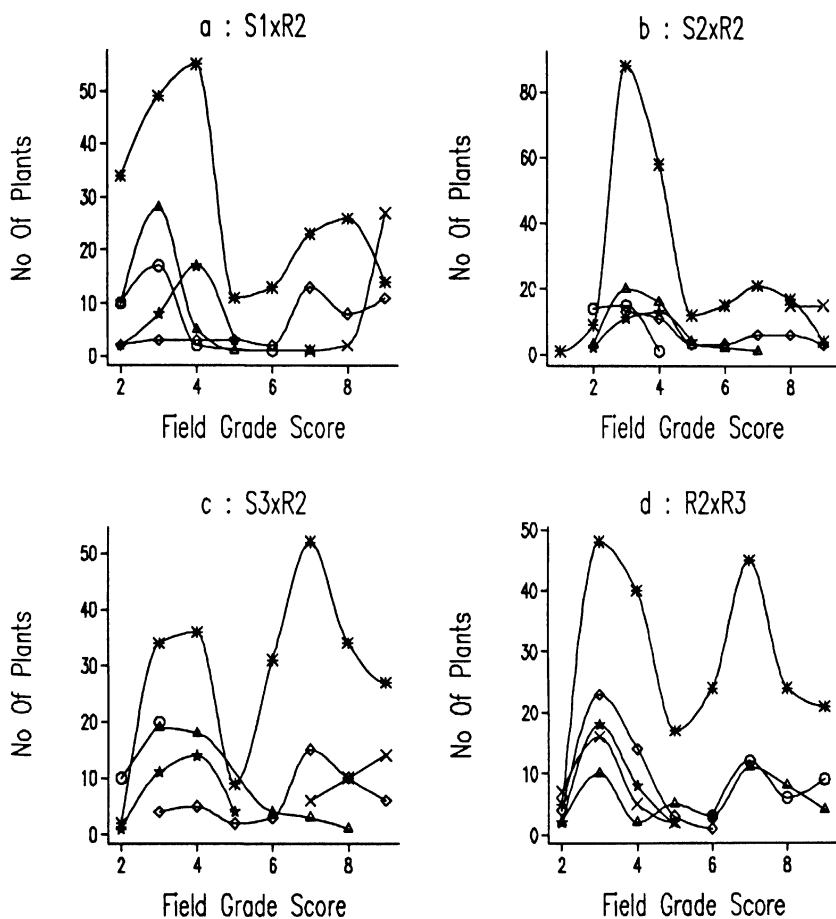 a : S1xR2
No Of Plants
50
40
30
20
10
0
2 4 6 8
Field Grade Score
b : S2xR2
No Of Plants
80
60
40
20
0
2 4 6 8
Field Grade Score
c : S3xR2
No Of Plants
50
40
30
20
10
0
2 4 6 8
Field Grade Score
d : R2xR3
No Of Plants
50
40
30
20
10
0
2 4 6 8
Field Grade Score